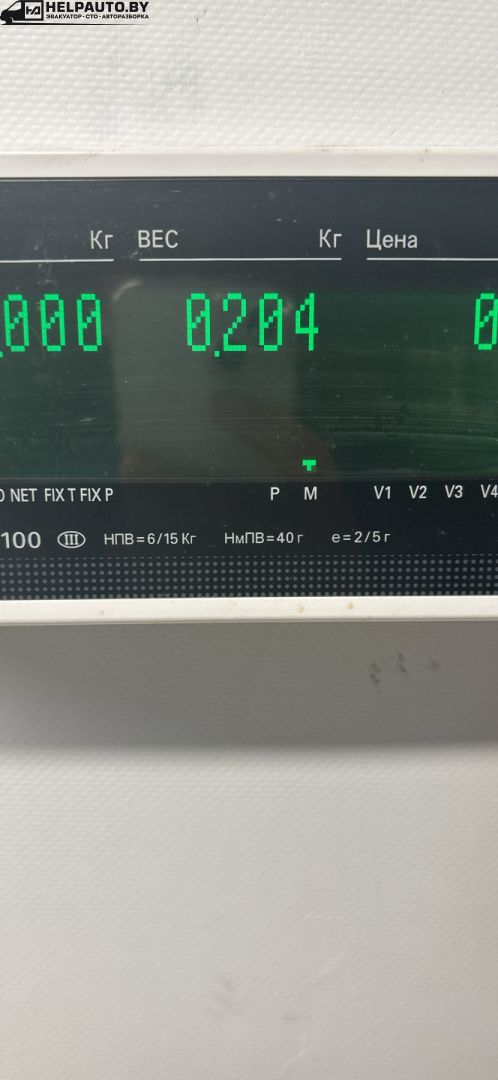 HELPAUTO.BY
ЭВАКУАТОР · СТО · АВТОРАЗБОРКА
Кг ВЕС Кг Цена
.000 0.204 0
NET FIX T FIX P P M V1 V2 V3 V4
100 III НПВ=6/15 Кг НмПВ=40 г е=2/5 г